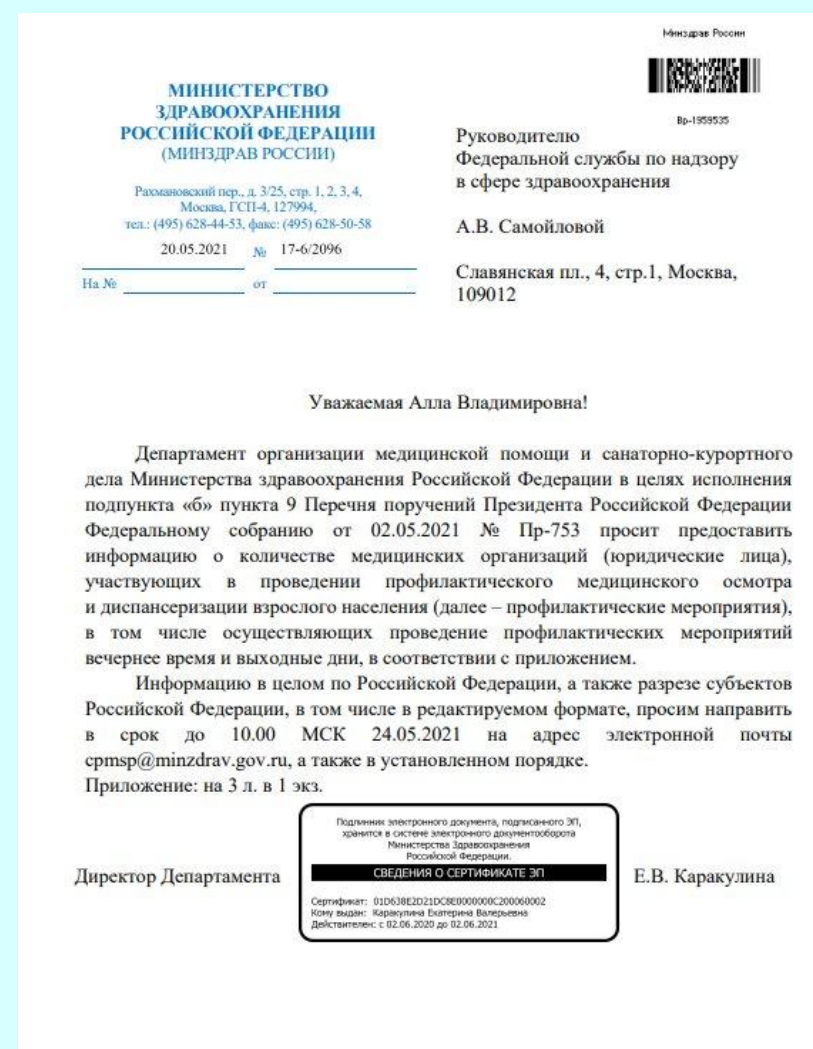 Минздрав России
Вр-1959535
МИНИСТЕРСТВО
ЗДРАВООХРАНЕНИЯ
РОССИЙСКОЙ ФЕДЕРАЦИИ
(МИНЗДРАВ РОССИИ)
Рахмановский пер., д. 3/25, стр. 1, 2, 3, 4,
Москва, ГСП-4, 127994,
тел.: (495) 628-44-53, факс: (495) 628-50-58
20.05.2021 № 17-6/2096
На № от
Руководителю
Федеральной службы по надзору
в сфере здравоохранения
А.В. Самойловой
Славянская пл., 4, стр.1, Москва,
109012
Уважаемая Алла Владимировна!
Департамент организации медицинской помощи и санаторно-курортного
дела Министерства здравоохранения Российской Федерации в целях исполнения
подпункта «б» пункта 9 Перечня поручений Президента Российской Федерации
Федеральному собранию от 02.05.2021 № Пр-753 просит предоставить
информацию о количестве медицинских организаций (юридические лица),
участвующих в проведении профилактического медицинского осмотра
и диспансеризации взрослого населения (далее – профилактические мероприятия),
в том числе осуществляющих проведение профилактических мероприятий
вечернее время и выходные дни, в соответствии с приложением.
Информацию в целом по Российской Федерации, а также разрезе субъектов
Российской Федерации, в том числе в редактируемом формате, просим направить
в срок до 10.00 МСК 24.05.2021 на адрес электронной почты
cpmsp@minzdrav.gov.ru, а также в установленном порядке.
Приложение: на 3 л. в 1 экз.
Директор Департамента
Подлинник электронного документа, подписанного ЭП,
хранится в системе электронного документооборота
Министерства Здравоохранения
Российской Федерации.
СВЕДЕНИЯ О СЕРТИФИКАТЕ ЭП
Сертификат: 01D638E2D21DC8E0000000C200060002
Кому выдан: Каракулина Екатерина Валерьевна
Действителен: с 02.06.2020 до 02.06.2021
Е.В. Каракулина